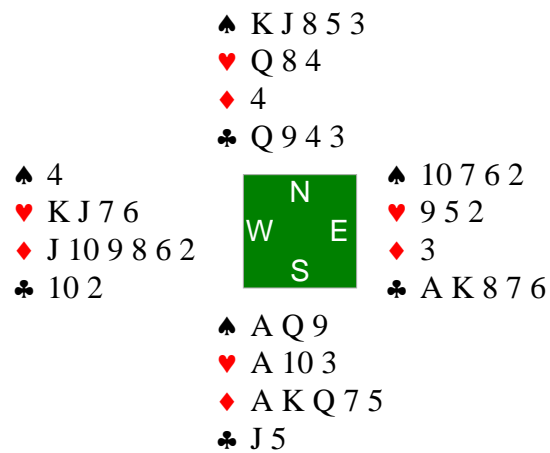 ♠ K J 8 5 3
♥ Q 8 4
♦ 4
♣ Q 9 4 3
♠ 4
♥ K J 7 6
♦ J 10 9 8 6 2
♣ 10 2
N
W E
S
♠ 10 7 6 2
♥ 9 5 2
♦ 3
♣ A K 8 7 6
♠ A Q 9
♥ A 10 3
♦ A K Q 7 5
♣ J 5